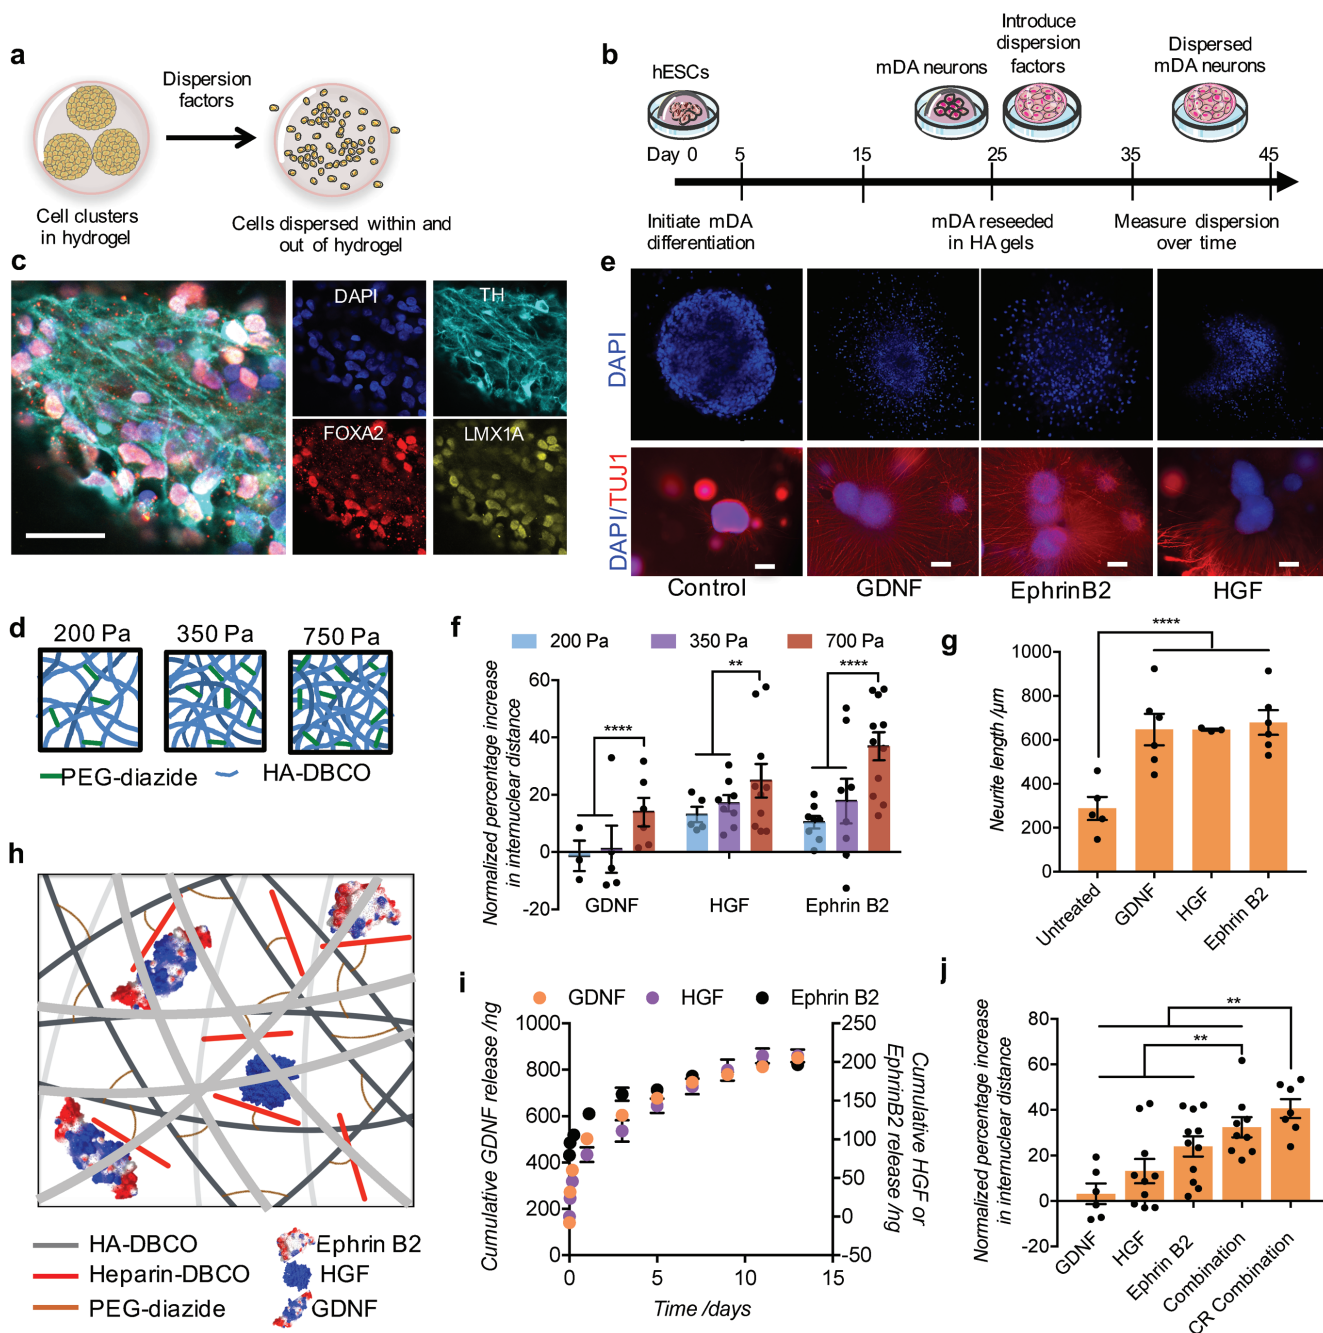 a
Dispersion
factors
Cell clusters
in hydrogel
Cells dispersed within and
out of hydrogel
b
hESCs
mDA neurons
Introduce
dispersion
factors
Dispersed
mDA neurons
Day 0 5 15 25 35 45
Initiate mDA
differentiation
mDA reseeded
in HA gels
Measure dispersion
over time
c
DAPI
TH
FOXA2
LMX1A
e
DAPI
DAPI/TUJ1
Control
GDNF
EphrinB2
HGF
d
200 Pa 350 Pa 750 Pa
PEG-diazide HA-DBCO
f
200 Pa 350 Pa 700 Pa
Normalized percentage increase
in internuclear distance
60
40
20
0
-20
****
**
****
GDNF HGF Ephrin B2
g
****
Neurite length /μm
1000
800
600
400
200
0
Untreated
GDNF
HGF
Ephrin B2
h
HA-DBCO
Heparin-DBCO
PEG-diazide
Ephrin B2
HGF
GDNF
i
GDNF HGF Ephrin B2
Cumulative GDNF release /ng
1000
800
600
400
200
0
250
200
150
100
50
0
-50
Cumulative HGF or
EphrinB2 release /ng
0 5 10 15
Time /days
j
**
**
Normalized percentage increase
in internuclear distance
80
60
40
20
0
-20
GDNF
HGF
Ephrin B2
Combination
CR Combination